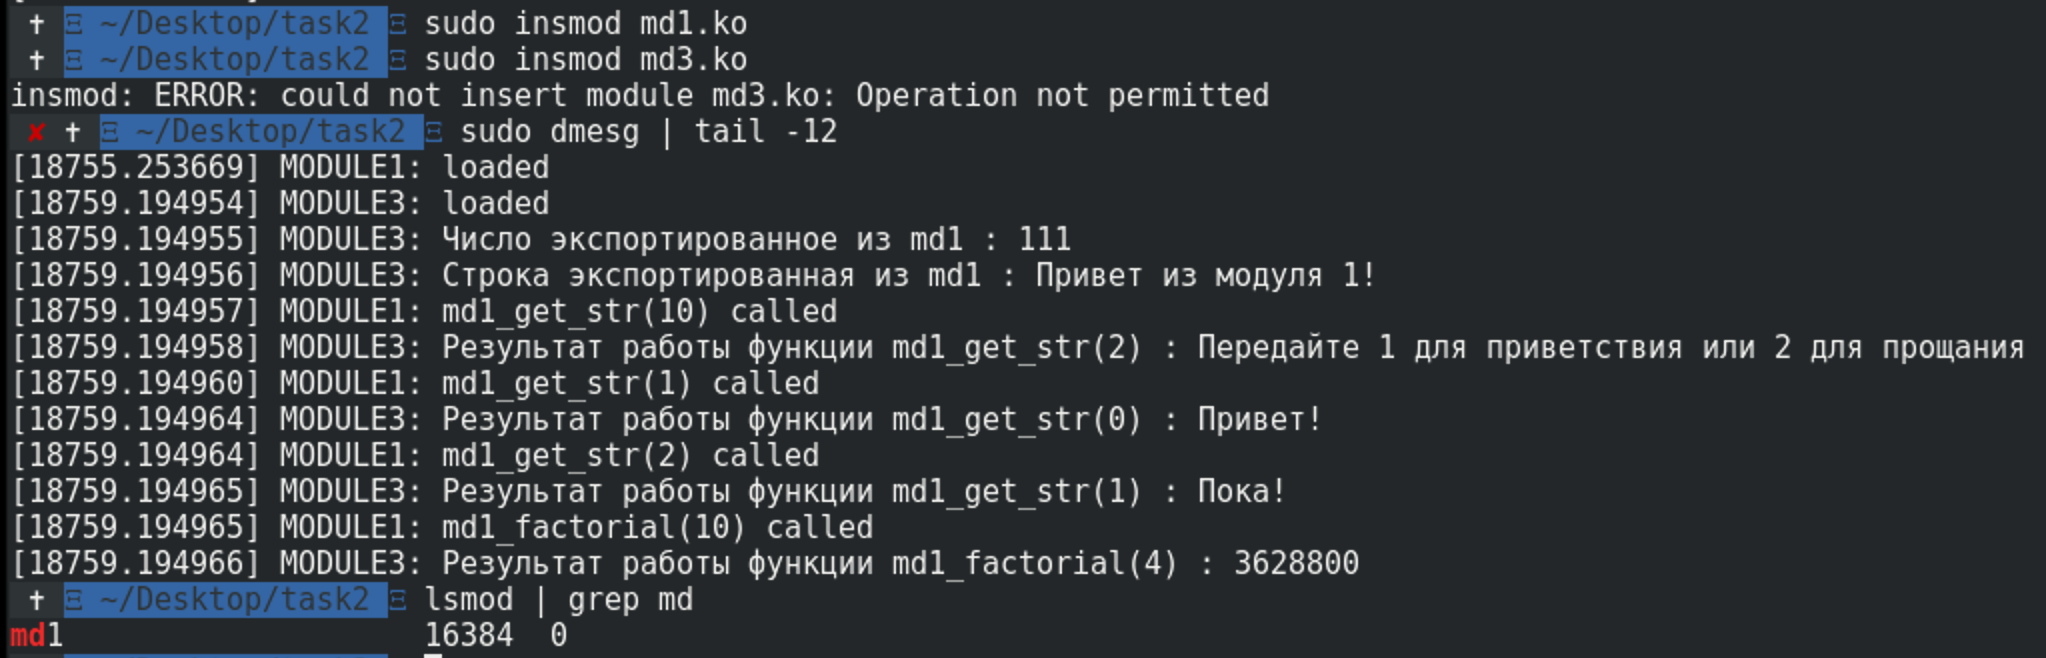 † Ξ ~/Desktop/task2 Ξ sudo insmod md1.ko
† Ξ ~/Desktop/task2 Ξ sudo insmod md3.ko
insmod: ERROR: could not insert module md3.ko: Operation not permitted
✘ † Ξ ~/Desktop/task2 Ξ sudo dmesg | tail -12
[18755.253669] MODULE1: loaded
[18759.194954] MODULE3: loaded
[18759.194955] MODULE3: Число экспортированное из md1 : 111
[18759.194956] MODULE3: Строка экспортированная из md1 : Привет из модуля 1!
[18759.194957] MODULE1: md1_get_str(10) called
[18759.194958] MODULE3: Результат работы функции md1_get_str(2) : Передайте 1 для приветствия или 2 для прощания
[18759.194960] MODULE1: md1_get_str(1) called
[18759.194964] MODULE3: Результат работы функции md1_get_str(0) : Привет!
[18759.194964] MODULE1: md1_get_str(2) called
[18759.194965] MODULE3: Результат работы функции md1_get_str(1) : Пока!
[18759.194965] MODULE1: md1_factorial(10) called
[18759.194966] MODULE3: Результат работы функции md1_factorial(4) : 3628800
† Ξ ~/Desktop/task2 Ξ lsmod | grep md
md1 16384 0